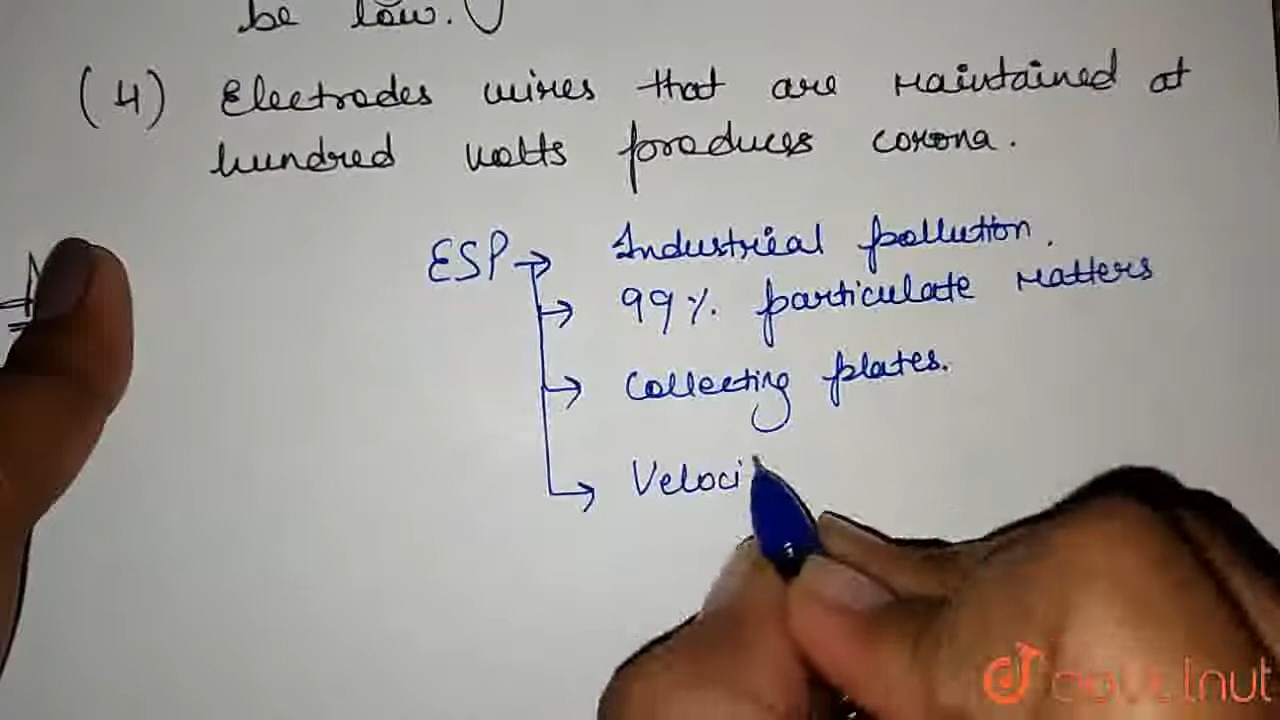 be low.
(4) Electrodes wires that are maintained at
hundred volts produces corona.
ESP → Industrial pollution.
→ 99% particulate matters
→ Collecting plates.
→ Veloci
doubtnut